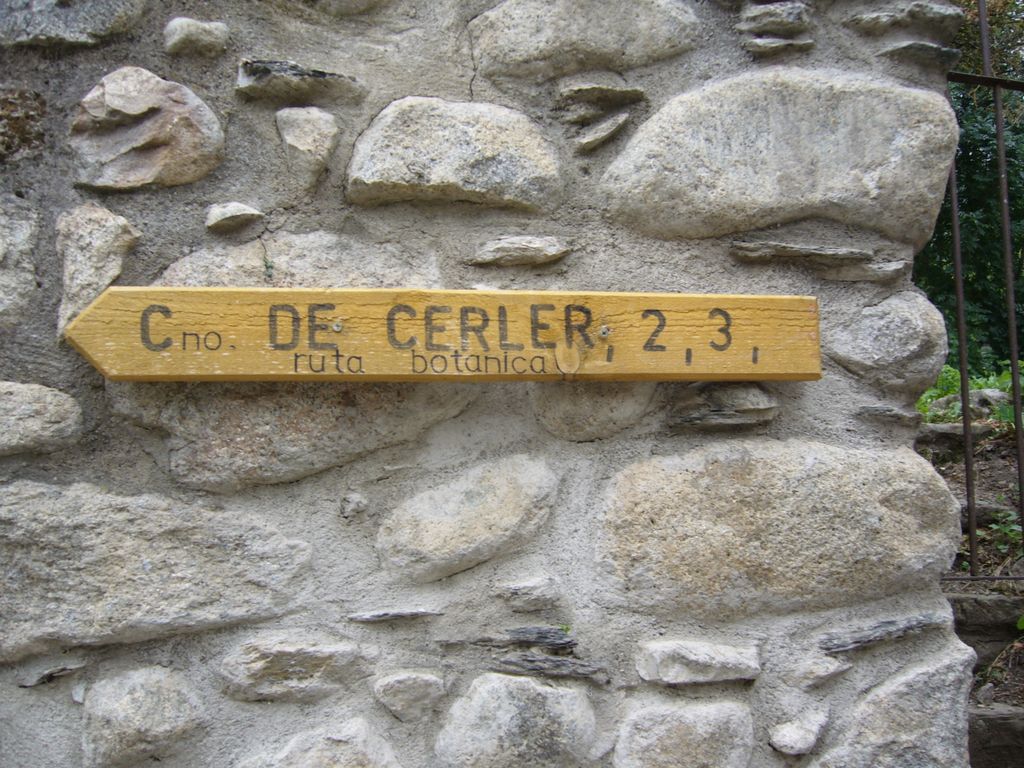 Cno. DE CERLER, 2, 3,
ruta botanica